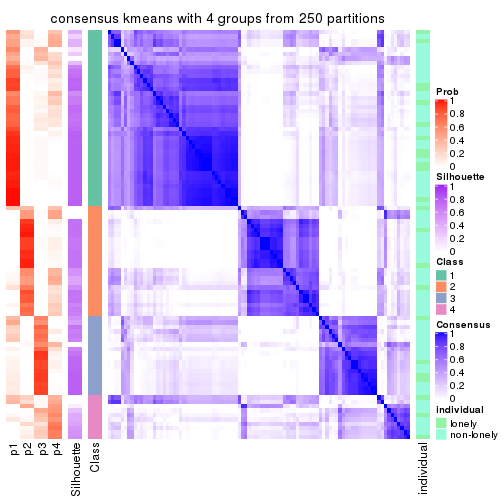 consensus kmeans with 4 groups from 250 partitions
Prob
1
0.8
0.6
0.4
0.2
0
Silhouette
1
0.8
0.6
0.4
0.2
0
Class
1
2
3
4
Consensus
1
0.8
0.6
0.4
0.2
0
individual
lonely
non-lonely
p1
p2
p3
p4
Silhouette
Class
individual